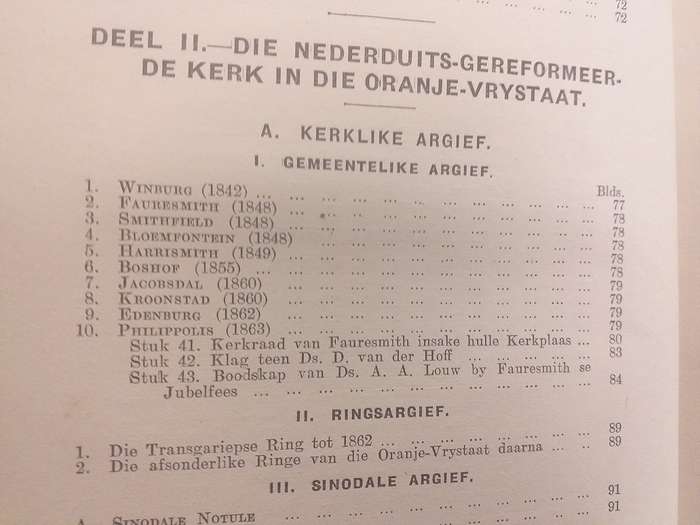 ... 72
... 72
DEEL II.—DIE NEDERDUITS-GEREFORMEER-
DE KERK IN DIE ORANJE-VRYSTAAT.
A. KERKLIKE ARGIEF.
I. GEMEENTELIKE ARGIEF.
Blds.
1. WINBURG (1842) ... 77
2. FAURESMITH (1848) ... 78
3. SMITHFIELD (1848) ... 78
4. BLOEMFONTEIN (1848) ... 78
5. HARRISMITH (1849) ... 78
6. BOSHOF (1855) ... 78
7. JACOBSDAL (1860) ... 79
8. KROONSTAD (1860) ... 79
9. EDENBURG (1862) ... 79
10. PHILIPPOLIS (1863) ... 79
Stuk 41. Kerkraad van Fauresmith insake hulle Kerkplaas ... 80
Stuk 42. Klag teen Ds. D. van der Hoff ... 83
Stuk 43. Boodskap van Ds. A. A. Louw by Fauresmith se
Jubelfees ... 84
II. RINGSARGIEF.
1. Die Transgariepse Ring tot 1862 ... 89
2. Die afsonderlike Ringe van die Oranje-Vrystaat daarna ... 89
III. SINODALE ARGIEF.
91
A. SINODALE NOTULE ... 91